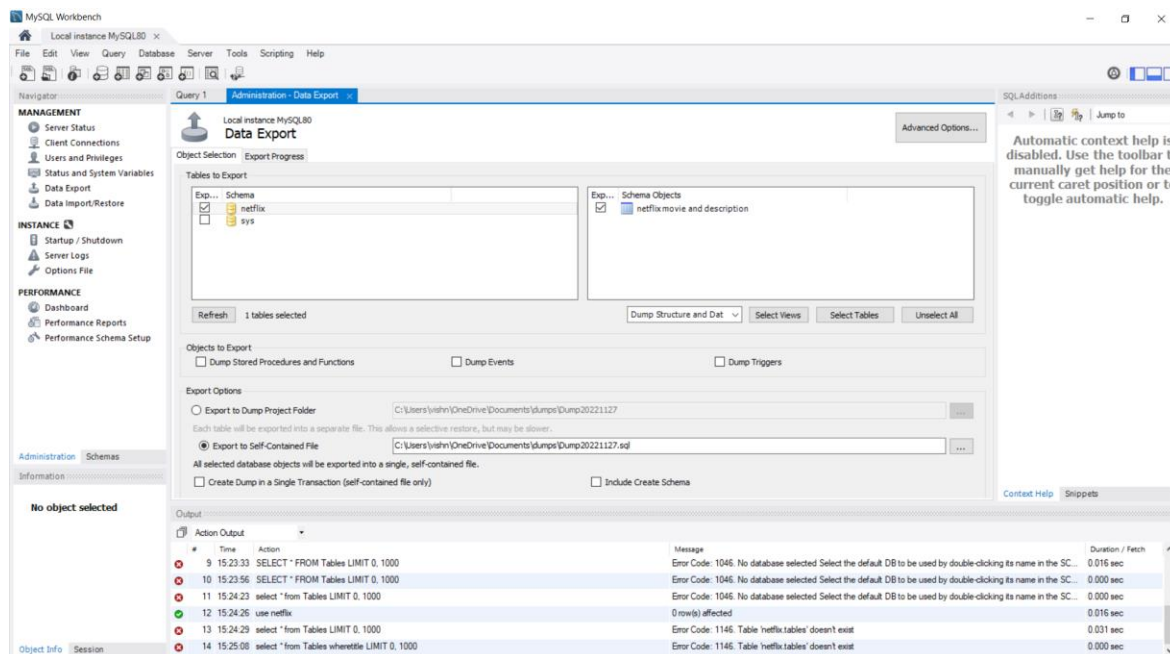 MySQL Workbench
Local instance MySQL80 ×
File Edit View Query Database Server Tools Scripting Help
Navigator
MANAGEMENT
Server Status
Client Connections
Users and Privileges
Status and System Variables
Data Export
Data Import/Restore
INSTANCE
Startup / Shutdown
Server Logs
Options File
PERFORMANCE
Dashboard
Performance Reports
Performance Schema Setup
Administration Schemas
Information
No object selected
Object Info Session
Query 1 Administration - Data Export ×
Local instance MySQL80
Data Export
Advanced Options...
Object Selection Export Progress
Tables to Export
Exp... Schema
netflix
sys
Exp... Schema Objects
netflixmovie and description
Refresh 1 tables selected
Dump Structure and Dat Select Views Select Tables Unselect All
Objects to Export
Dump Stored Procedures and Functions Dump Events Dump Triggers
Export Options
Export to Dump Project Folder C:\Users\vishn\OneDrive\Documents\dumps\Dump20221127 ...
Each table will be exported into a separate file. This allows a selective restore, but may be slower.
Export to Self-Contained File C:\Users\vishn\OneDrive\Documents\dumps\Dump20221127.sql ...
All selected database objects will be exported into a single, self-contained file.
Create Dump in a Single Transaction (self-contained file only) Include Create Schema
SQLAdditions
Jump to
Automatic context help is
disabled. Use the toolbar t
manually get help for the
current caret position or t
toggle automatic help.
Context Help Snippets
Output
Action Output
# Time Action Message Duration / Fetch
9 15:23:33 SELECT * FROM Tables LIMIT 0, 1000 Error Code: 1046. No database selected Select the default DB to be used by double-clicking its name in the SC... 0.016 sec
10 15:23:56 SELECT * FROM Tables LIMIT 0, 1000 Error Code: 1046. No database selected Select the default DB to be used by double-clicking its name in the SC... 0.000 sec
11 15:24:23 select * from Tables LIMIT 0, 1000 Error Code: 1046. No database selected Select the default DB to be used by double-clicking its name in the SC... 0.000 sec
12 15:24:26 use netflix 0 row(s) affected 0.016 sec
13 15:24:29 select * from Tables LIMIT 0, 1000 Error Code: 1146. Table 'netflix.tables' doesn't exist 0.031 sec
14 15:25:08 select * from Tables wheretitle LIMIT 0, 1000 Error Code: 1146. Table 'netflix.tables' doesn't exist 0.000 sec